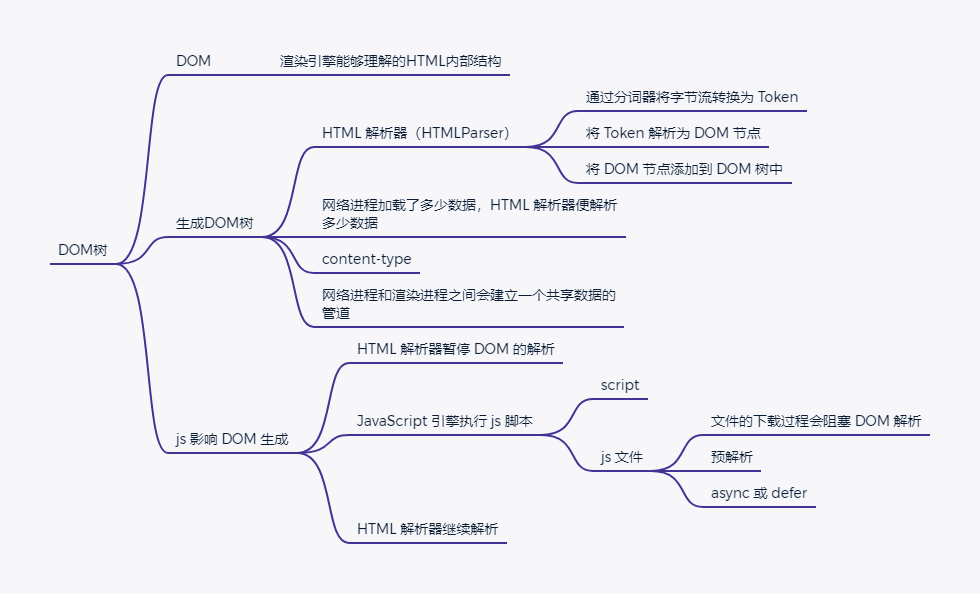 DOM树
DOM
渲染引擎能够理解的HTML内部结构
生成DOM树
HTML 解析器（HTMLParser）
通过分词器将字节流转换为 Token
将 Token 解析为 DOM 节点
将 DOM 节点添加到 DOM 树中
网络进程加载了多少数据，HTML 解析器便解析
多少数据
content-type
网络进程和渲染进程之间会建立一个共享数据的
管道
js 影响 DOM 生成
HTML 解析器暂停 DOM 的解析
JavaScript 引擎执行 js 脚本
script
js 文件
文件的下载过程会阻塞 DOM 解析
预解析
async 或 defer
HTML 解析器继续解析